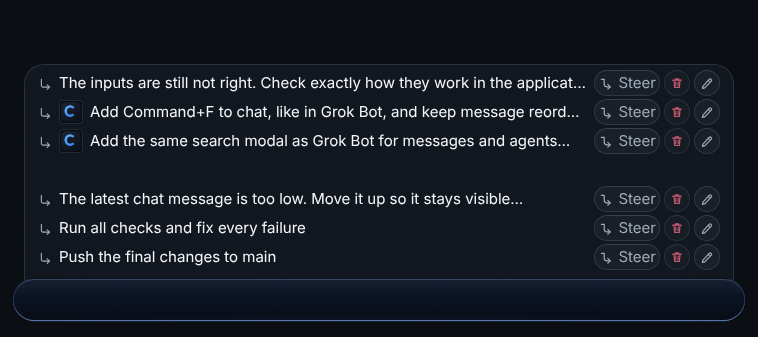 The inputs are still not right. Check exactly how they work in the applicat... Steer
C Add Command+F to chat, like in Grok Bot, and keep message reord... Steer
C Add the same search modal as Grok Bot for messages and agents... Steer
The latest chat message is too low. Move it up so it stays visible... Steer
Run all checks and fix every failure Steer
Push the final changes to main Steer